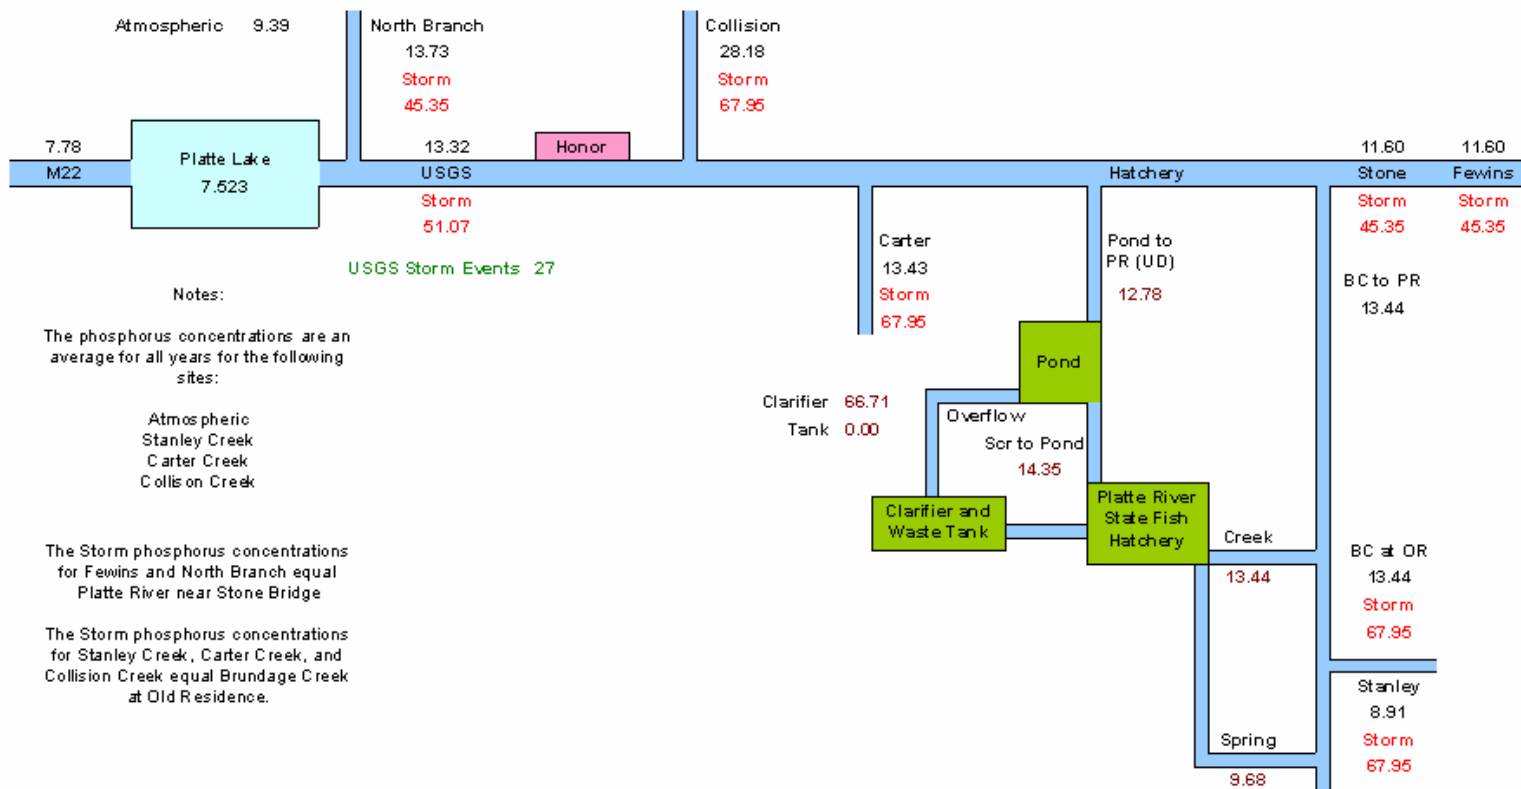 Atmospheric 9.39
North Branch
13.73
Storm
45.35
Collision
28.18
Storm
67.95
7.78
M22
Platte Lake
7.523
13.32
USGS
Storm
51.07
USGS Storm Events 27
Honor
Hatchery
11.60
Stone
Storm
45.35
11.60
Fewins
Storm
45.35
Carter
13.43
Storm
67.95
Pond to
PR (UD)
12.78
BC to PR
13.44
Notes:
The phosphorus concentrations are an
average for all years for the following
sites:
Atmospheric
Stanley Creek
Carter Creek
Collison Creek
The Storm phosphorus concentrations
for Fewins and North Branch equal
Platte River near Stone Bridge
The Storm phosphorus concentrations
for Stanley Creek, Carter Creek, and
Collision Creek equal Brundage Creek
at Old Residence.
Pond
Clarifier 66.71
Tank 0.00
Overflow
Scr to Pond
14.35
Clarifier and
Waste Tank
Platte River
State Fish
Hatchery
Creek
13.44
BC at OR
13.44
Storm
67.95
Stanley
8.91
Storm
67.95
Spring
9.68